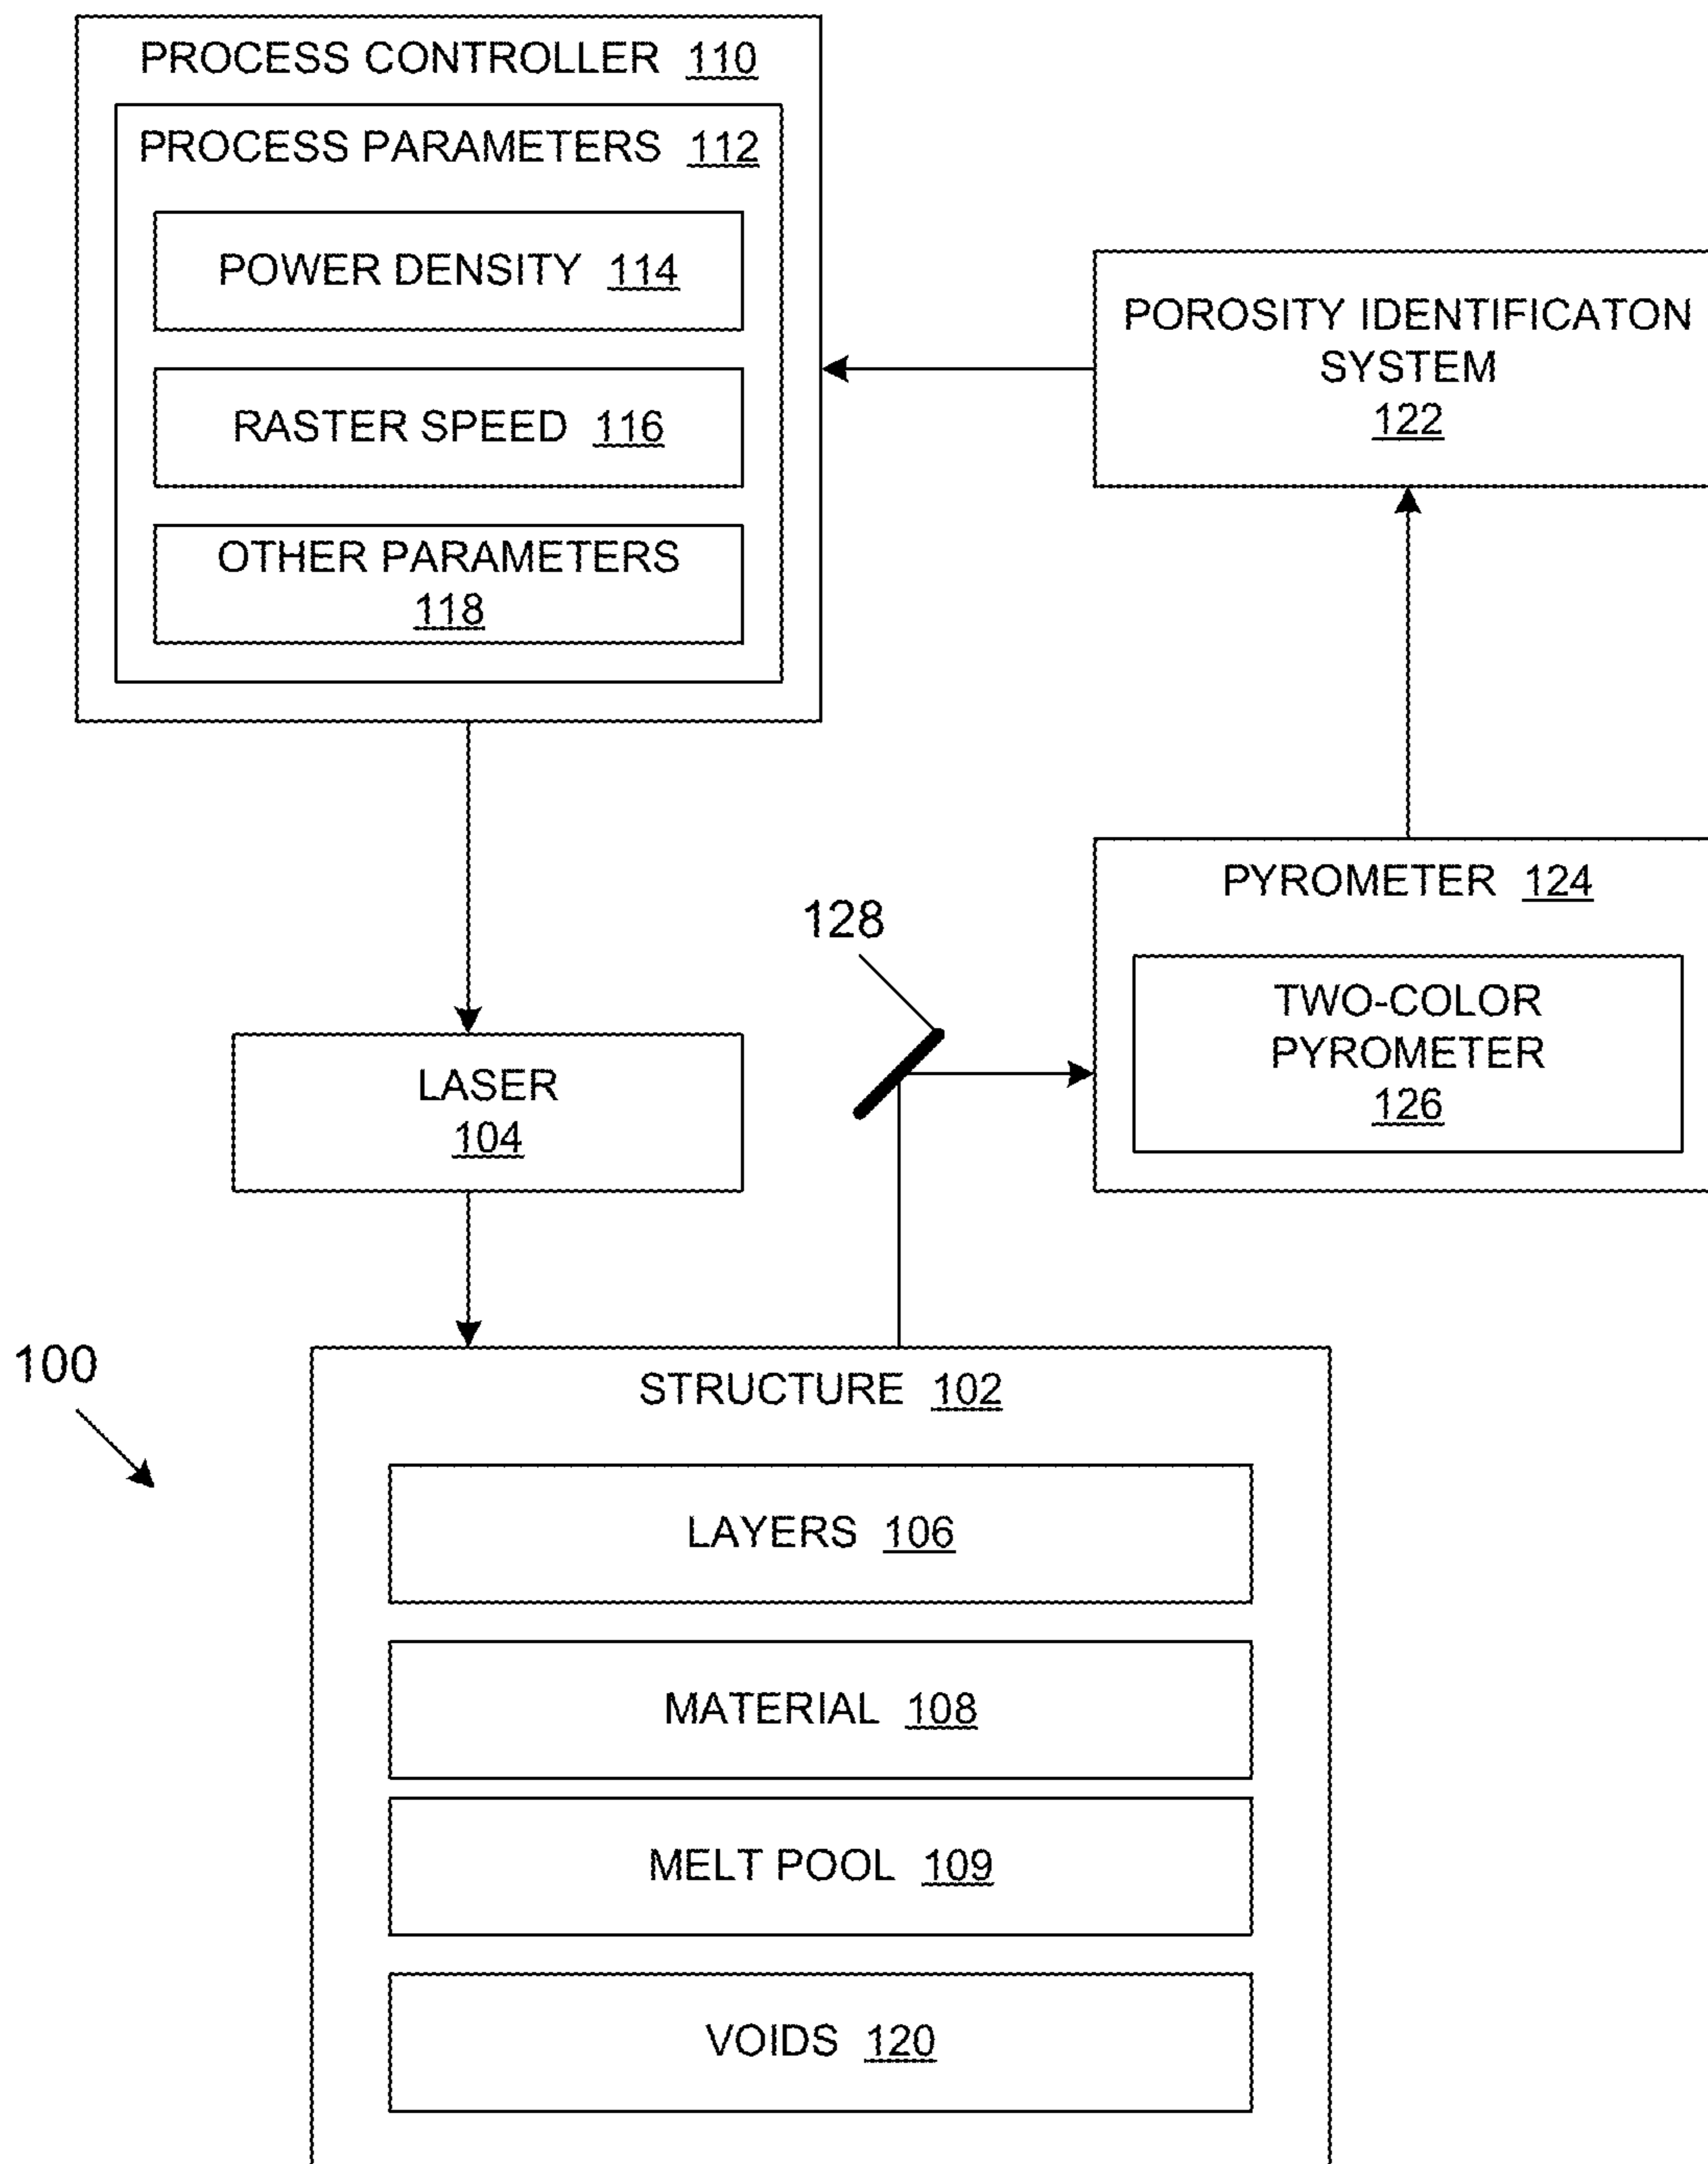 PROCESS CONTROLLER 110
PROCESS PARAMETERS 112
POWER DENSITY 114
RASTER SPEED 116
OTHER PARAMETERS
118
POROSITY IDENTIFICATON
SYSTEM
122
PYROMETER 124
TWO-COLOR
PYROMETER
126
128
LASER
104
100
STRUCTURE 102
LAYERS 106
MATERIAL 108
MELT POOL 109
VOIDS 120